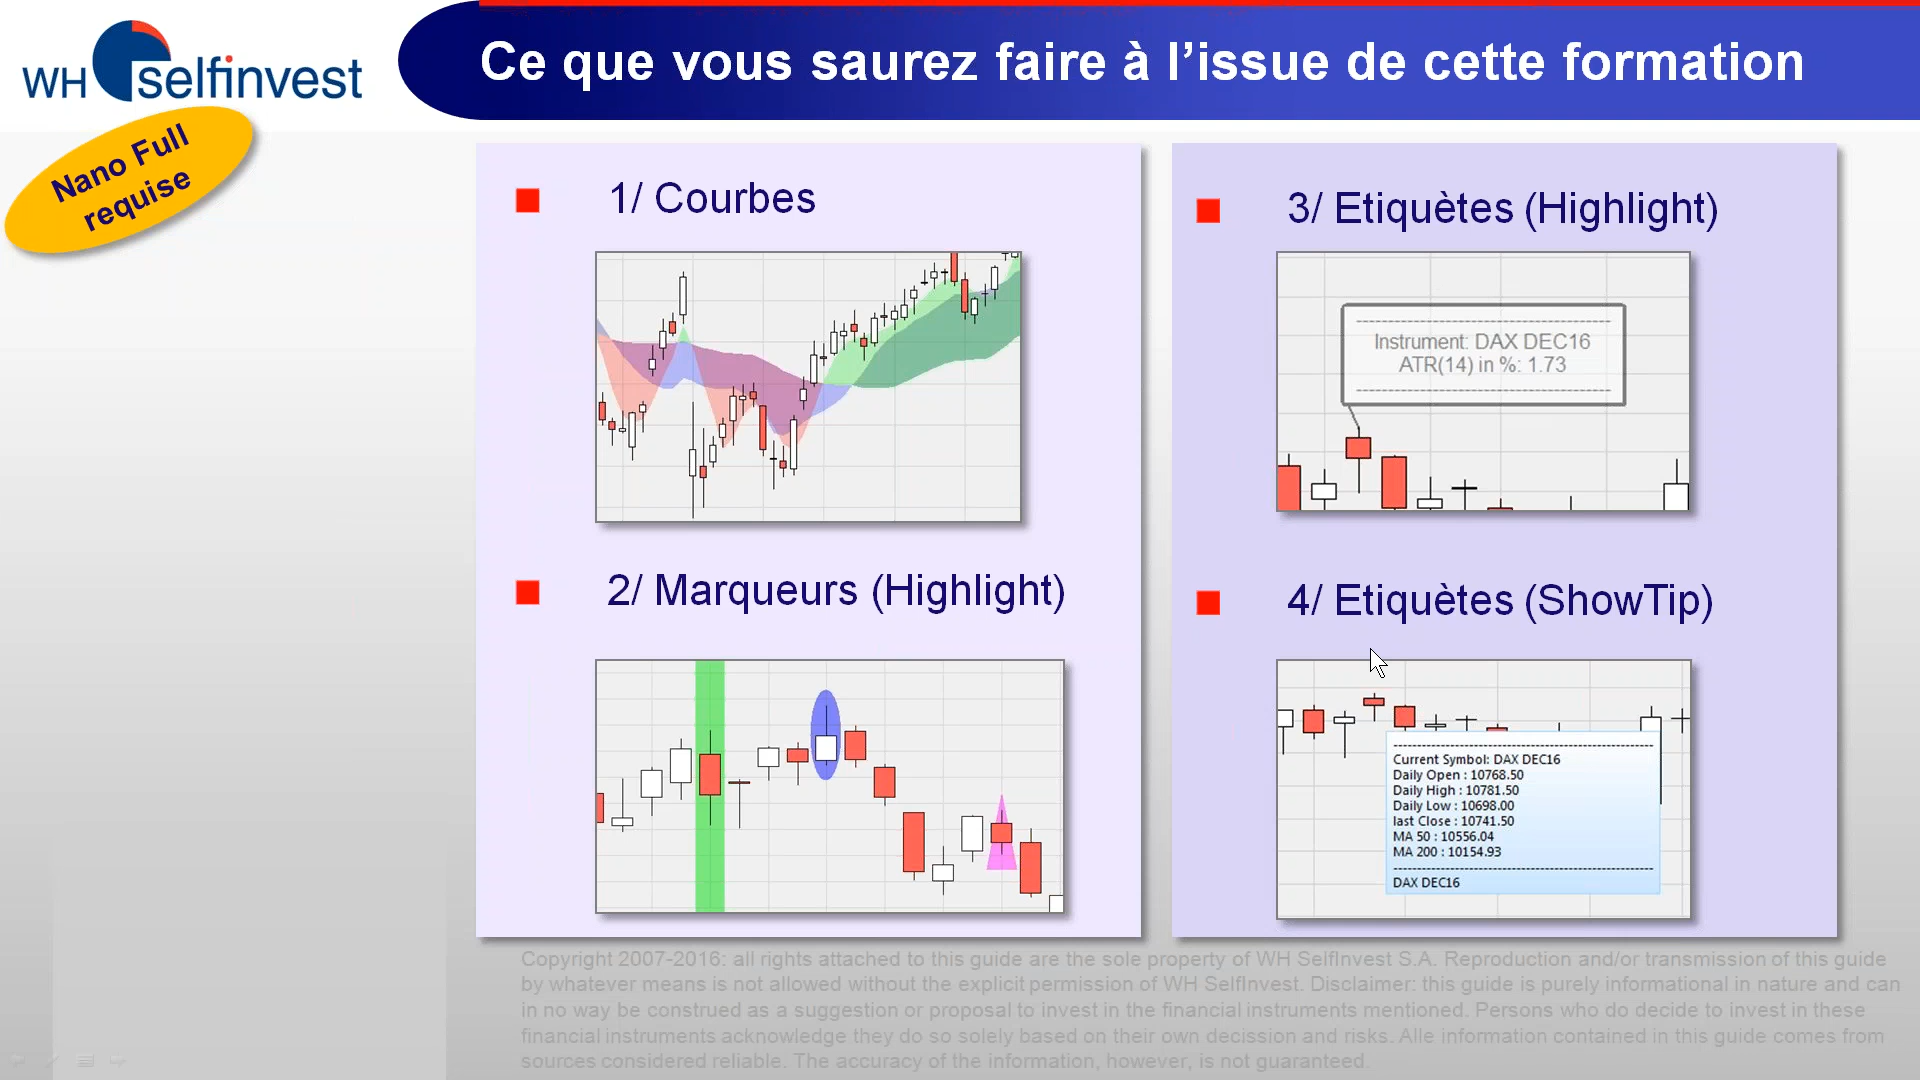 WH selfinvest
Ce que vous saurez faire à l’issue de cette formation
Nano Full
requise
1/ Courbes
2/ Marqueurs (Highlight)
3/ Etiquètes (Highlight)
Instrument: DAX DEC16
ATR(14) in %: 1.73
4/ Etiquètes (ShowTip)
Current Symbol: DAX DEC16
Daily Open : 10768.50
Daily High : 10781.50
Daily Low : 10698.00
last Close : 10741.50
MA 50 : 10556.04
MA 200 : 10154.93
DAX DEC16
Copyright 2007-2016: all rights attached to this guide are the sole property of WH SelfInvest S.A. Reproduction and/or transmission of this guide
by whatever means is not allowed without the explicit permission of WH SelfInvest. Disclaimer: this guide is purely informational in nature and can
in no way be construed as a suggestion or proposal to invest in the financial instruments mentioned. Persons who do decide to invest in these
financial instruments acknowledge they do so solely based on their own decission and risks. Alle information contained in this guide comes from
sources considered reliable. The accuracy of the information, however, is not guaranteed.